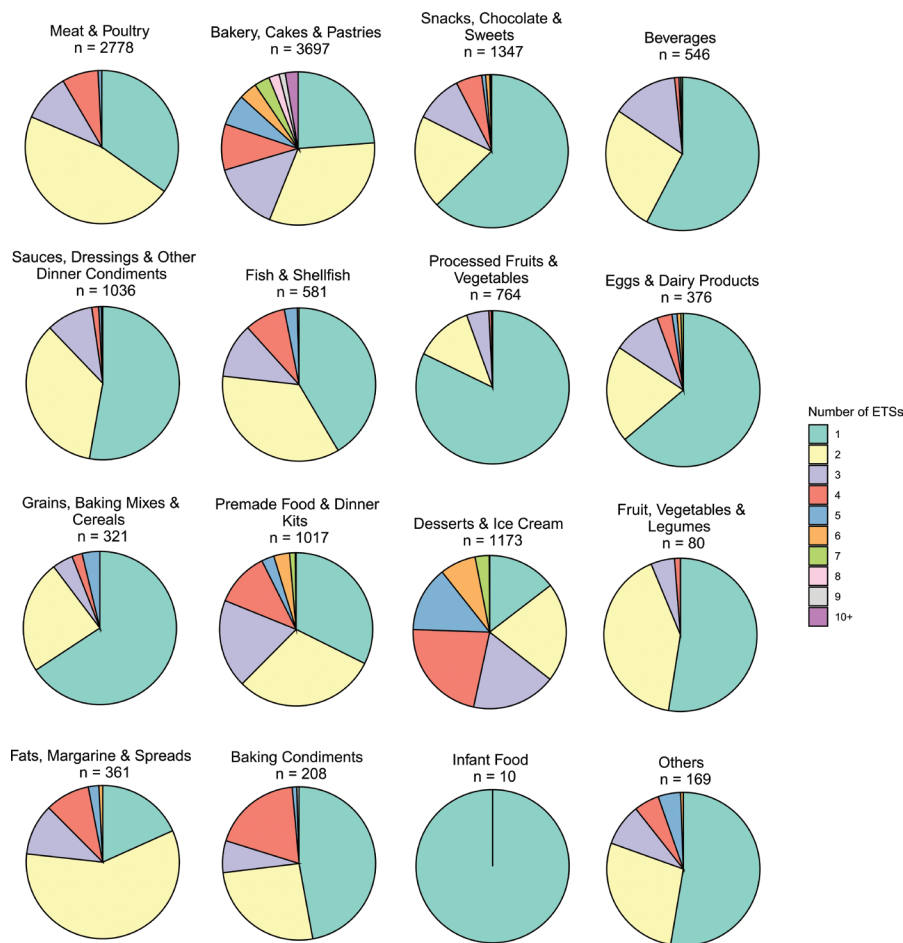 Meat & Poultry
n = 2778
Bakery, Cakes & Pastries
n = 3697
Snacks, Chocolate &
Sweets
n = 1347
Beverages
n = 546
Sauces, Dressings & Other
Dinner Condiments
n = 1036
Fish & Shellfish
n = 581
Processed Fruits &
Vegetables
n = 764
Eggs & Dairy Products
n = 376
Number of ETSs
1
2
3
4
5
6
7
8
9
10+
Grains, Baking Mixes &
Cereals
n = 321
Premade Food & Dinner
Kits
n = 1017
Desserts & Ice Cream
n = 1173
Fruit, Vegetables &
Legumes
n = 80
Fats, Margarine & Spreads
n = 361
Baking Condiments
n = 208
Infant Food
n = 10
Others
n = 169